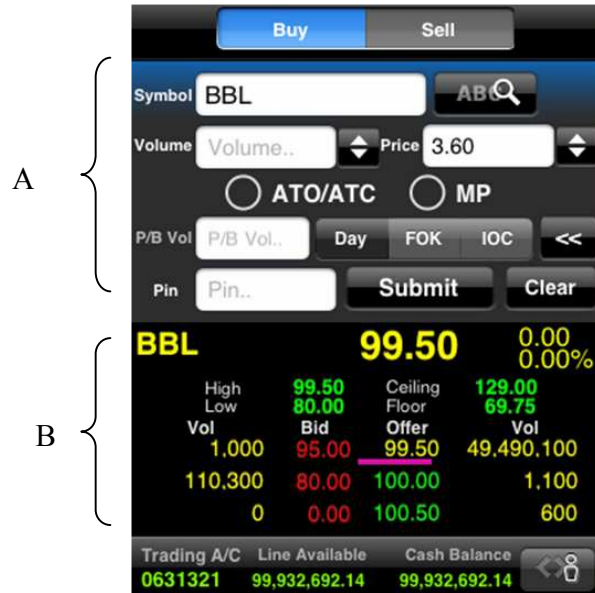 Buy Sell
A
Symbol BBL ABC
Volume Volume.. Price 3.60
ATO/ATC MP
P/B Vol P/B Vol.. Day FOK IOC <<
Pin Pin.. Submit Clear
B
BBL 99.50 0.00
0.00%
High 99.50 Ceiling 129.00
Low 80.00 Floor 69.75
Vol Bid Offer Vol
1,000 95.00 99.50 49,490,100
110,300 80.00 100.00 1,100
0 0.00 100.50 600
Trading A/C Line Available Cash Balance
0631321 99,932,692.14 99,932,692.14